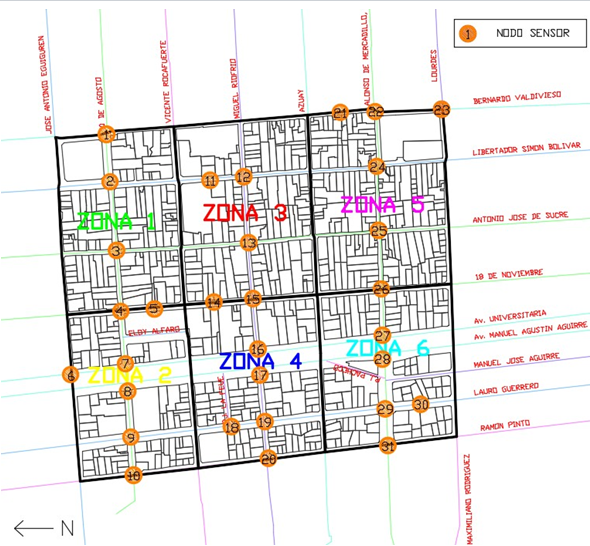 1 NODO SENSOR
JOSE ANTONIO EGUIGUREN
DE AGOSTO
VICENTE ROCAFUERTE
MIGUEL RIOFRIO
AZUAY
ALONSO DE MERCADILLO,
LOURDES
BERNARDO VALDIVIESO
21
22
23
1
LIBERTADOR SIMON BOLIVAR
24
2
11
12
ZONA 1
ZONA 3
ZONA 5
ANTONIO JOSE DE SUCRE
25
3
13
18 DE NOVIEMBRE
26
4
5
14
15
Av. UNIVERSITARIA
Av. MANUEL AGUSTIN AGUIRRE
ELOY ALFARO
27
16
ZONA 2
ZONA 4
ZONA 6
28
MANUEL JOSE AGUIRRE
6
7
17
8
LAURO GUERRERO
29
30
18
19
RAMON PINTO
9
31
10
20
MAXIMILIANO RODRIGUEZ
N